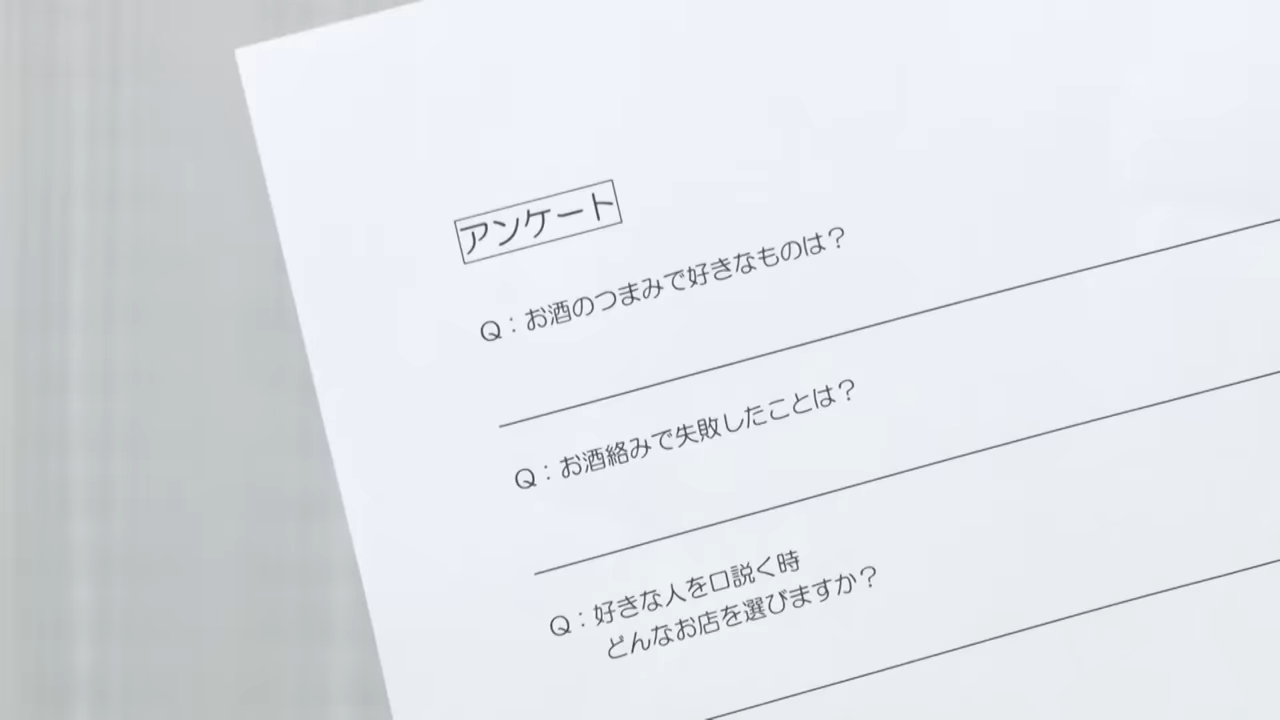 アンケート
Q：お酒のつまみで好きなものは？
Q：お酒絡みで失敗したことは？
Q：好きな人を口説く時
どんなお店を選びますか？